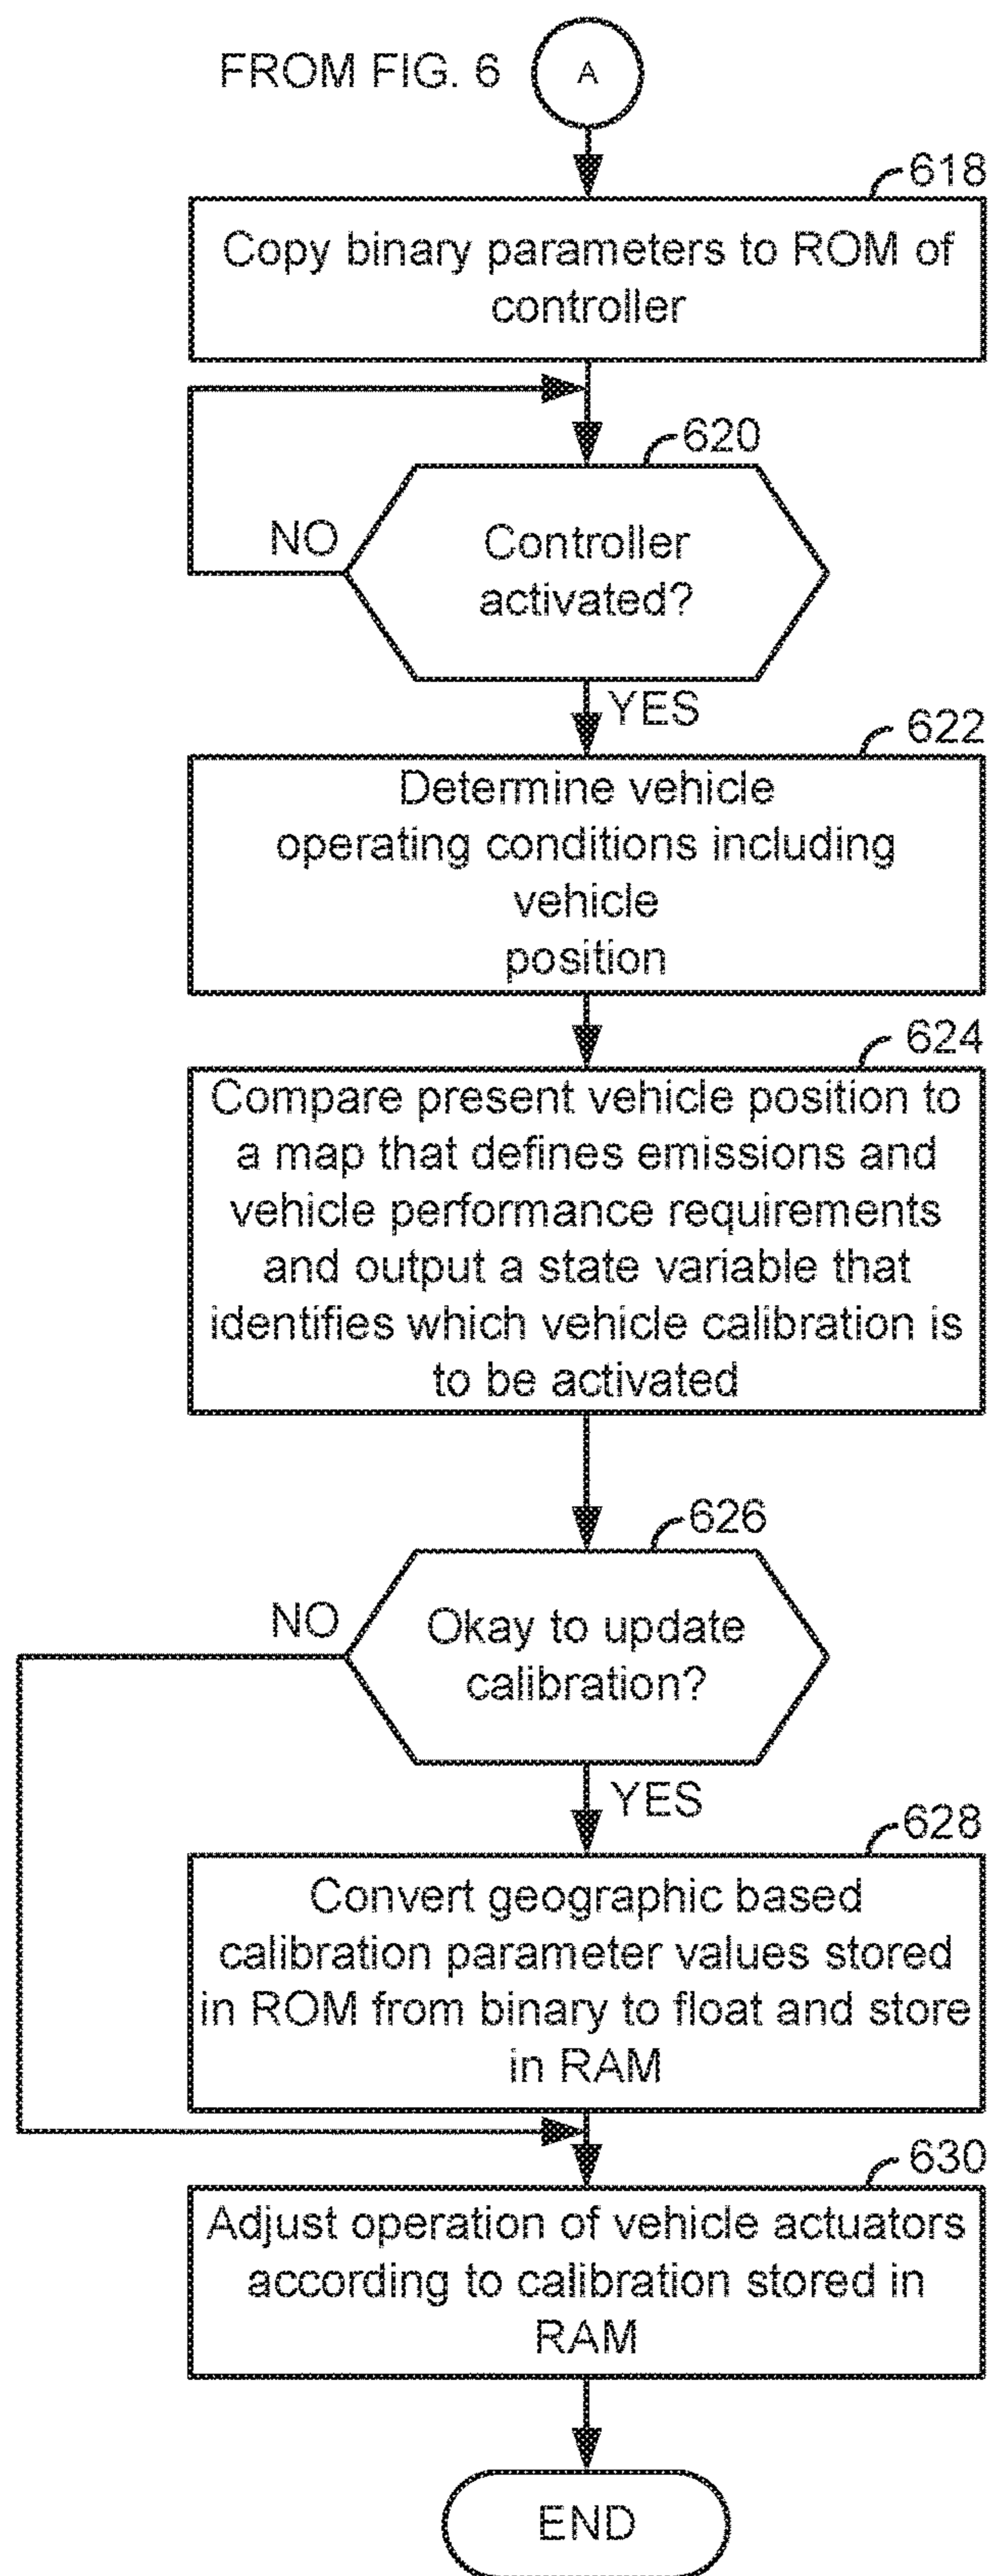 FROM FIG. 6
A
618
Copy binary parameters to ROM of
controller
620
NO
Controller
activated?
YES
622
Determine vehicle
operating conditions including
vehicle
position
624
Compare present vehicle position to
a map that defines emissions and
vehicle performance requirements
and output a state variable that
identifies which vehicle calibration is
to be activated
626
NO
Okay to update
calibration?
YES
628
Convert geographic based
calibration parameter values stored
in ROM from binary to float and store
in RAM
630
Adjust operation of vehicle actuators
according to calibration stored in
RAM
END